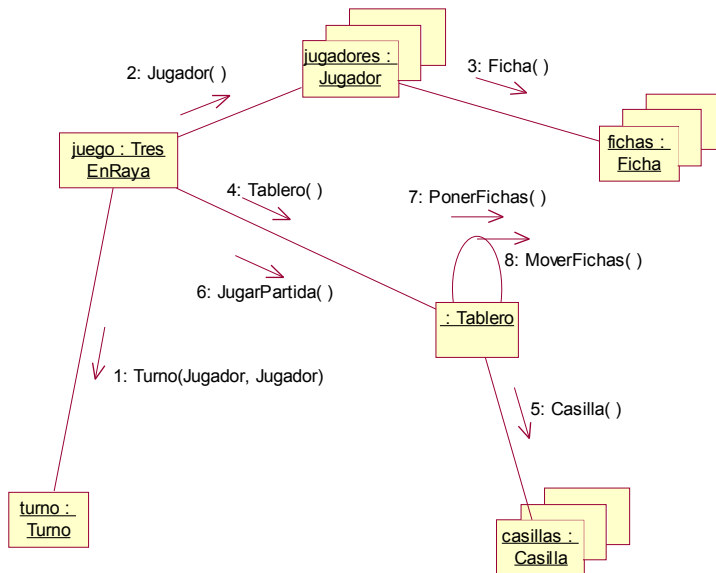 jugadores :
Jugador
2: Jugador( )
3: Ficha( )
fichas :
Ficha
juego : Tres
EnRaya
4: Tablero( )
7: PonerFichas( )
8: MoverFichas( )
6: JugarPartida( )
: Tablero
1: Turno(Jugador, Jugador)
5: Casilla( )
turno :
Turno
casillas :
Casilla